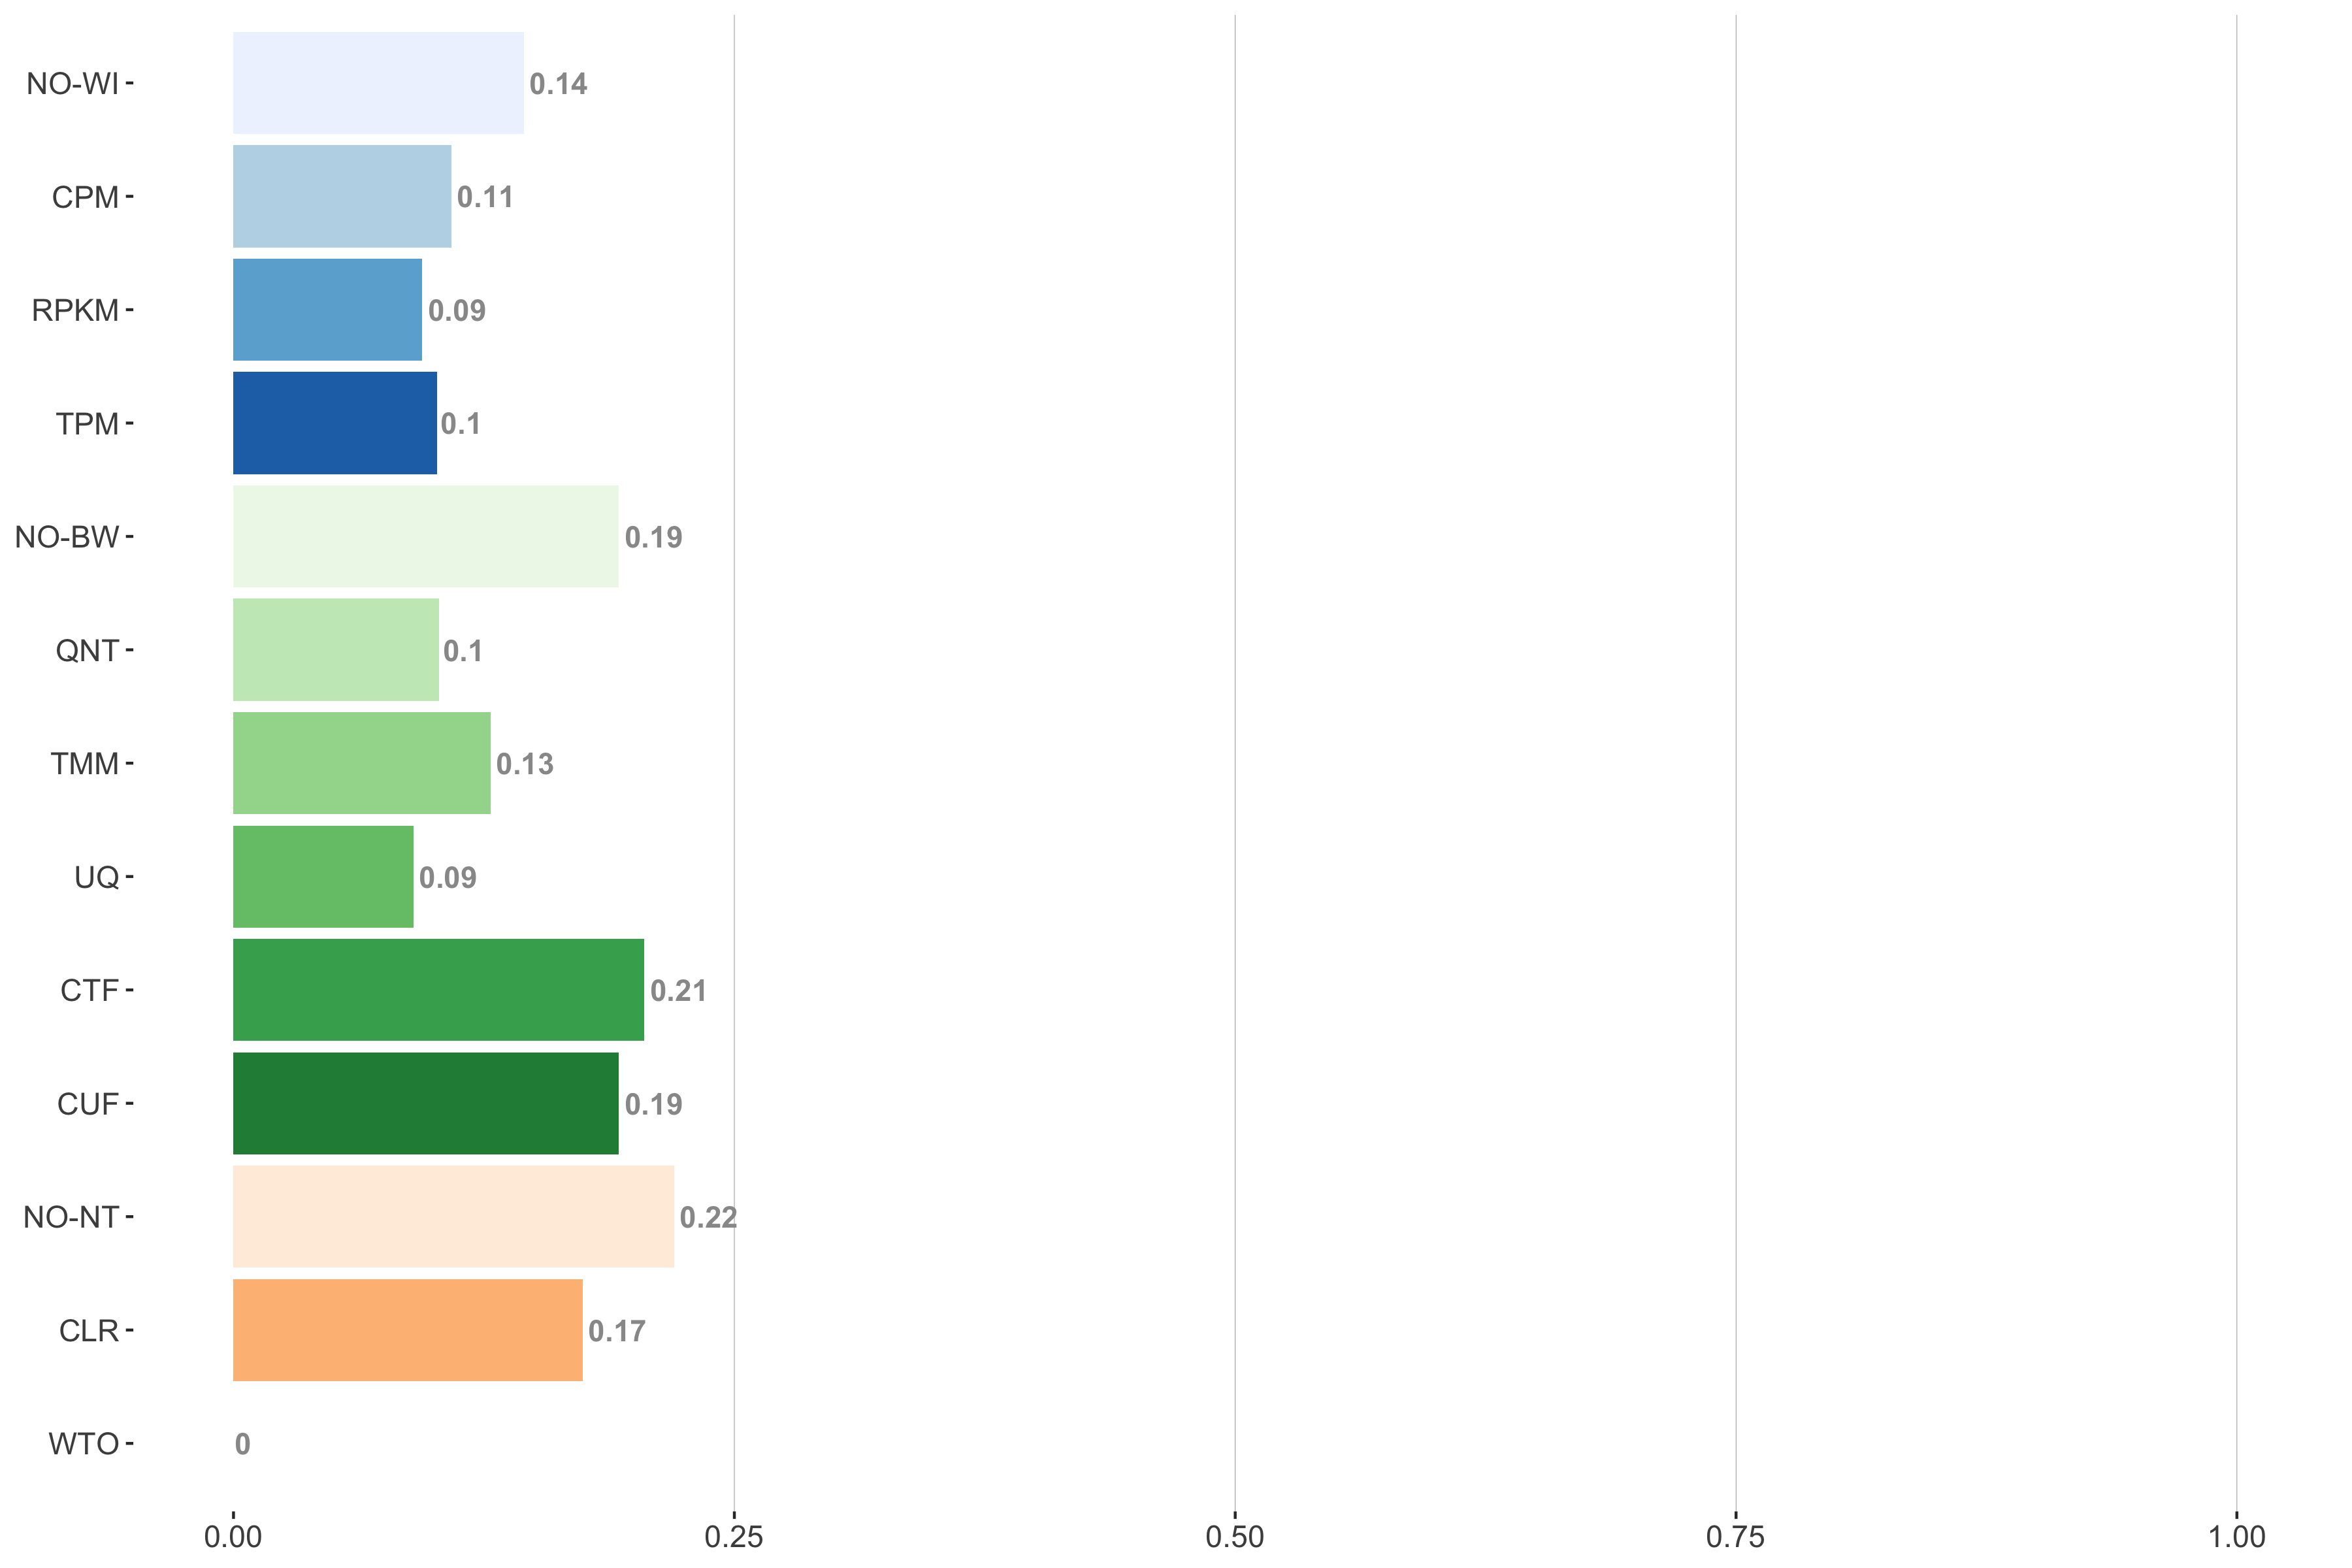 NO-WI 0.14
CPM 0.11
RPKM 0.09
TPM 0.1
NO-BW 0.19
QNT 0.1
TMM 0.13
UQ 0.09
CTF 0.21
CUF 0.19
NO-NT 0.22
CLR 0.17
WTO 0
0.00 0.25 0.50 0.75 1.00